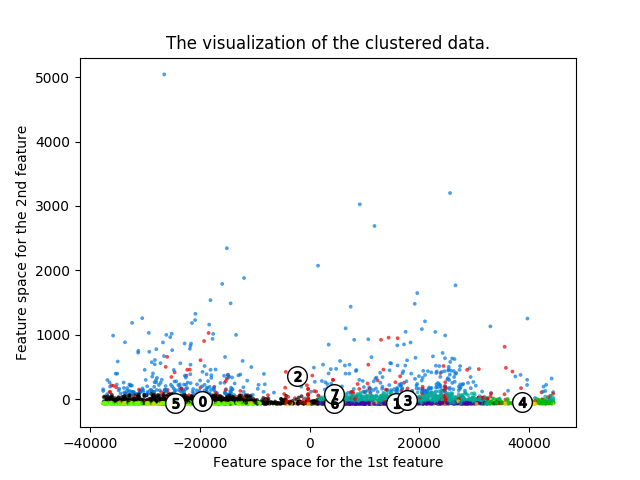 The visualization of the clustered data.
Feature space for the 2nd feature
5000
4000
3000
2000
1000
0
2
7
5 0 6 1 3 4
−40000 −20000 0 20000 40000
Feature space for the 1st feature